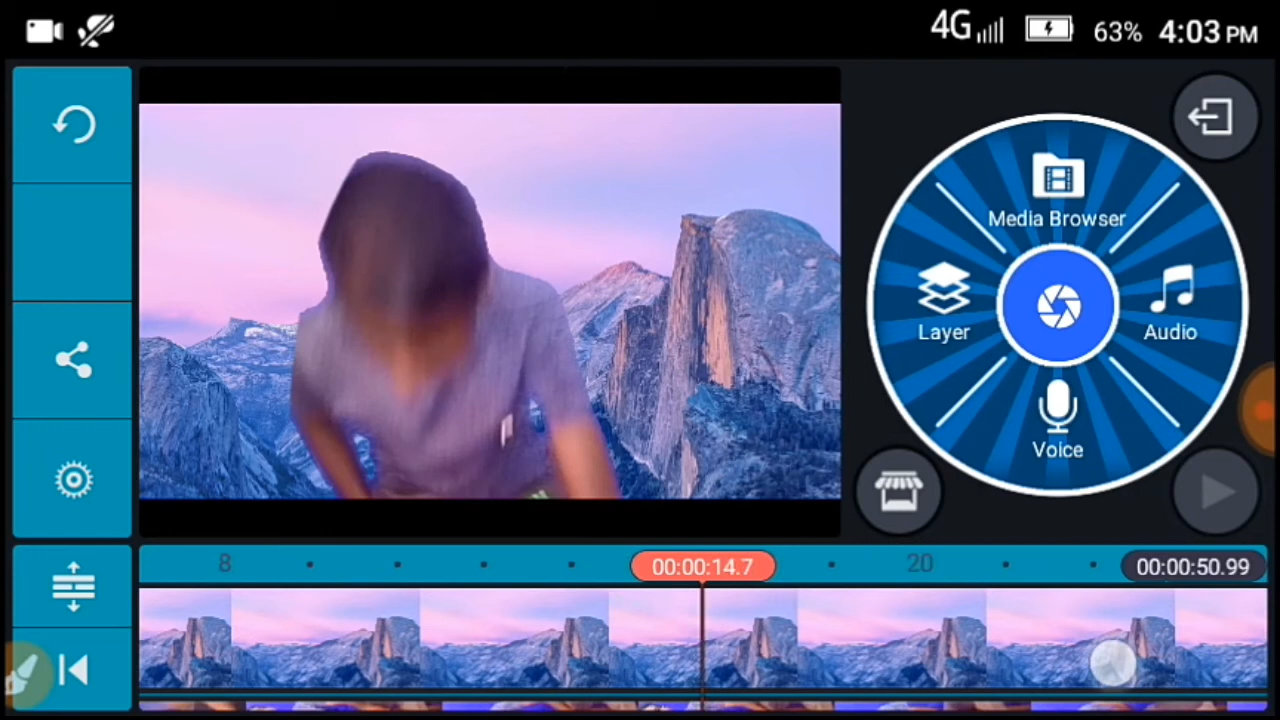 4G 63% 4:03 PM
Media Browser
Layer
Audio
Voice
8 00:00:14.7 20 00:00:50.99